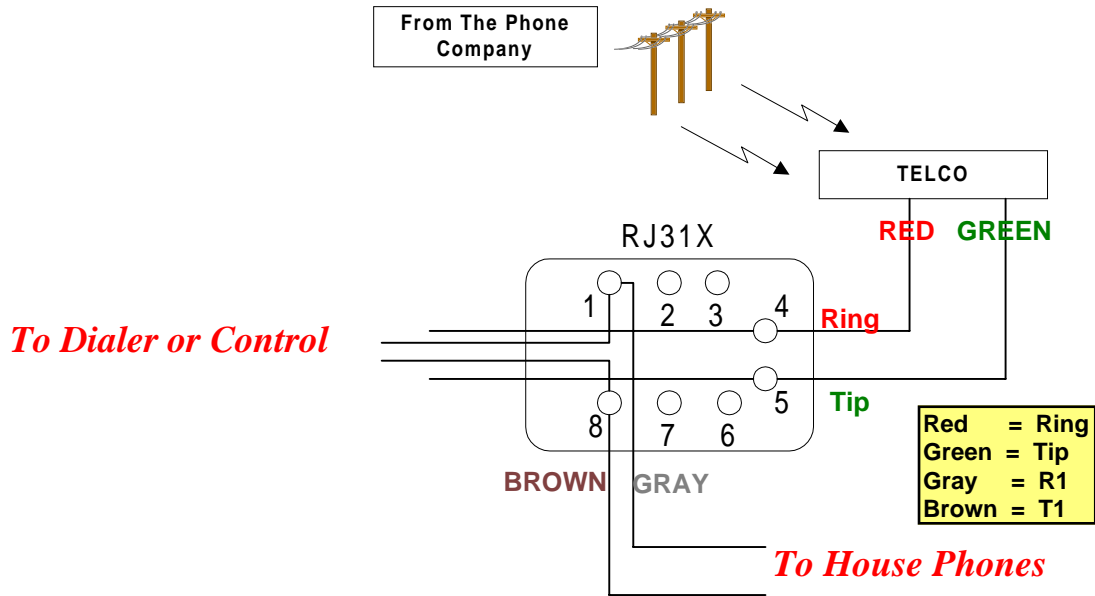 From The Phone
Company
TELCO
RED GREEN
RJ31X
1 2 3 4
Ring
To Dialer or Control
8 7 6 5
Tip
Red = Ring
Green = Tip
Gray = R1
Brown = T1
BROWN GRAY
To House Phones